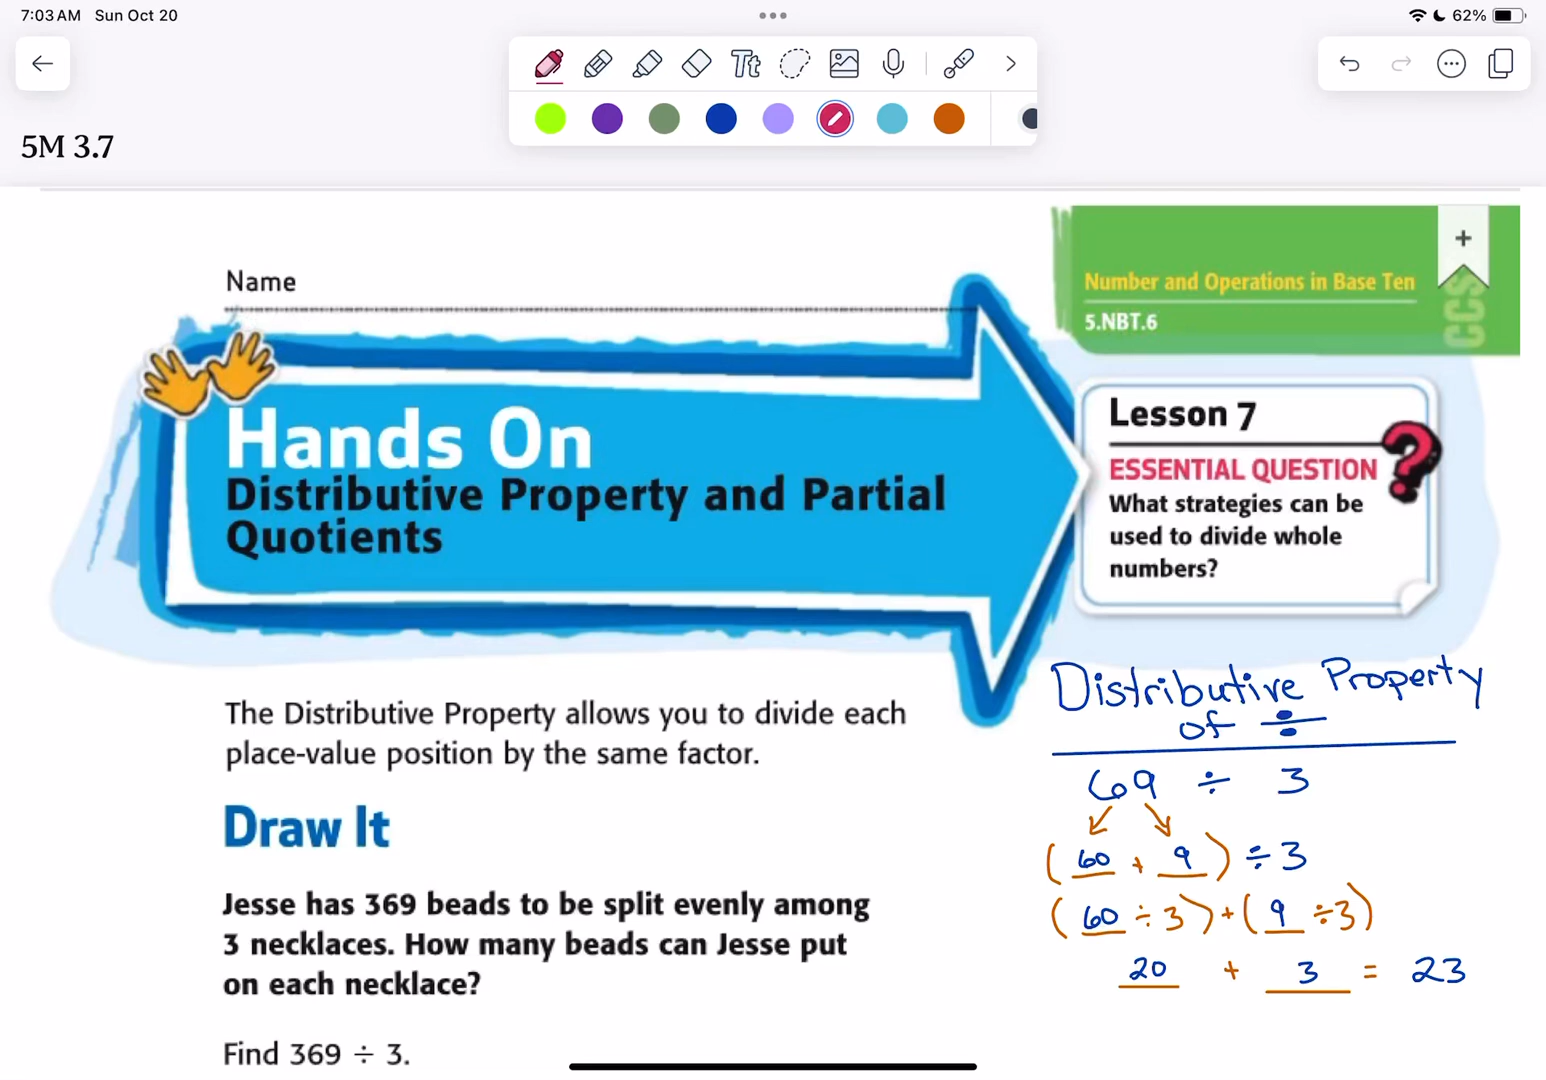 7:03 AM Sun Oct 20
62%
Tt
5M 3.7
Name
Number and Operations in Base Ten
5.NBT.6
CCS
Hands On
Distributive Property and Partial
Quotients
Lesson 7
ESSENTIAL QUESTION
What strategies can be
used to divide whole
numbers?
?
The Distributive Property allows you to divide each
place-value position by the same factor.
Draw It
Jesse has 369 beads to be split evenly among
3 necklaces. How many beads can Jesse put
on each necklace?
Find 369 ÷ 3.
Distributive Property
of ÷
69 ÷ 3
(60 + 9) ÷ 3
(60 ÷ 3) + (9 ÷ 3)
20 + 3 = 23